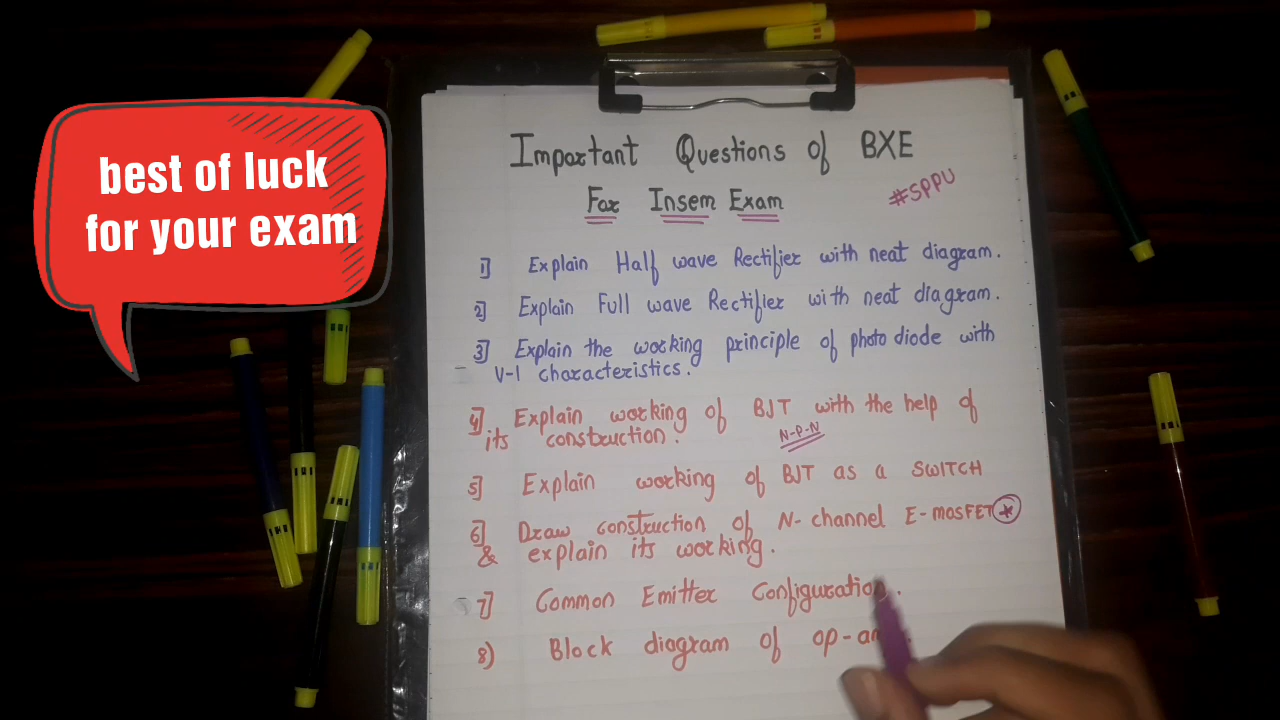 best of luck
for your exam
Important Questions of BXE
For Insem Exam
#SPPU
1] Explain Half wave Rectifier with neat diagram.
2] Explain Full wave Rectifier with neat diagram.
3] Explain the working principle of photo diode with
V-I characteristics.
4] Explain working of BJT with the help of
its construction.
N-P-N
5] Explain working of BJT as a SWITCH
6] Draw construction of N-channel E-MOSFET *
& explain its working.
7] Common Emitter Configuration.
8) Block diagram of op-